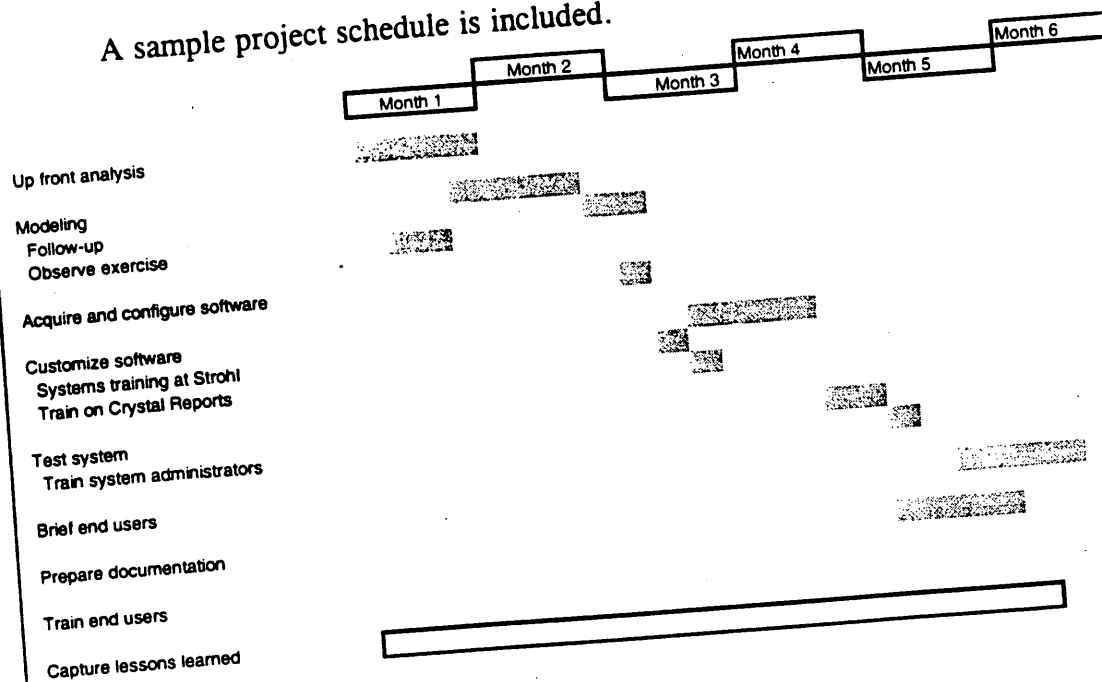 A sample project schedule is included.
Month 1
Month 2
Month 3
Month 4
Month 5
Month 6
Up front analysis
Modeling
Follow-up
Observe exercise
Acquire and configure software
Customize software
Systems training at Strohl
Train on Crystal Reports
Test system
Train system administrators
Brief end users
Prepare documentation
Train end users
Capture lessons learned